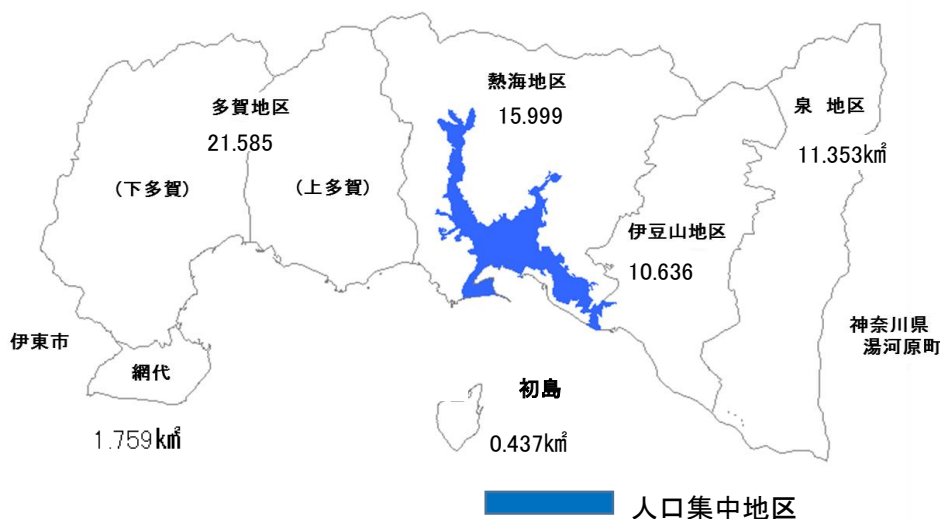 熱海地区
15.999
泉 地区
11.353k㎡
多賀地区
21.585
(下多賀)
(上多賀)
伊豆山地区
10.636
伊東市
網代
1.759k㎡
初島
0.437k㎡
神奈川県
湯河原町
人口集中地区